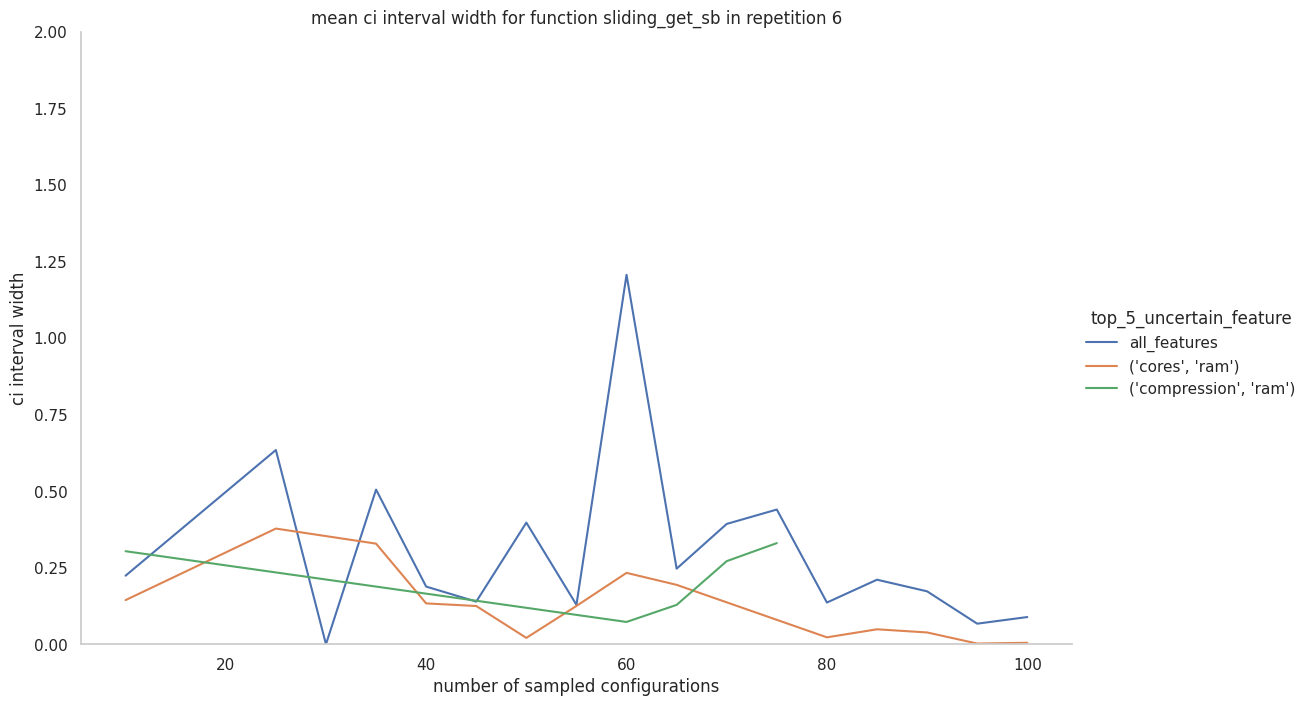 mean ci interval width for function sliding_get_sb in repetition 6
2.00
1.75
1.50
1.25
1.00
0.75
0.50
0.25
0.00
ci interval width
20
40
60
80
100
number of sampled configurations
top_5_uncertain_feature
all_features
('cores', 'ram')
('compression', 'ram')